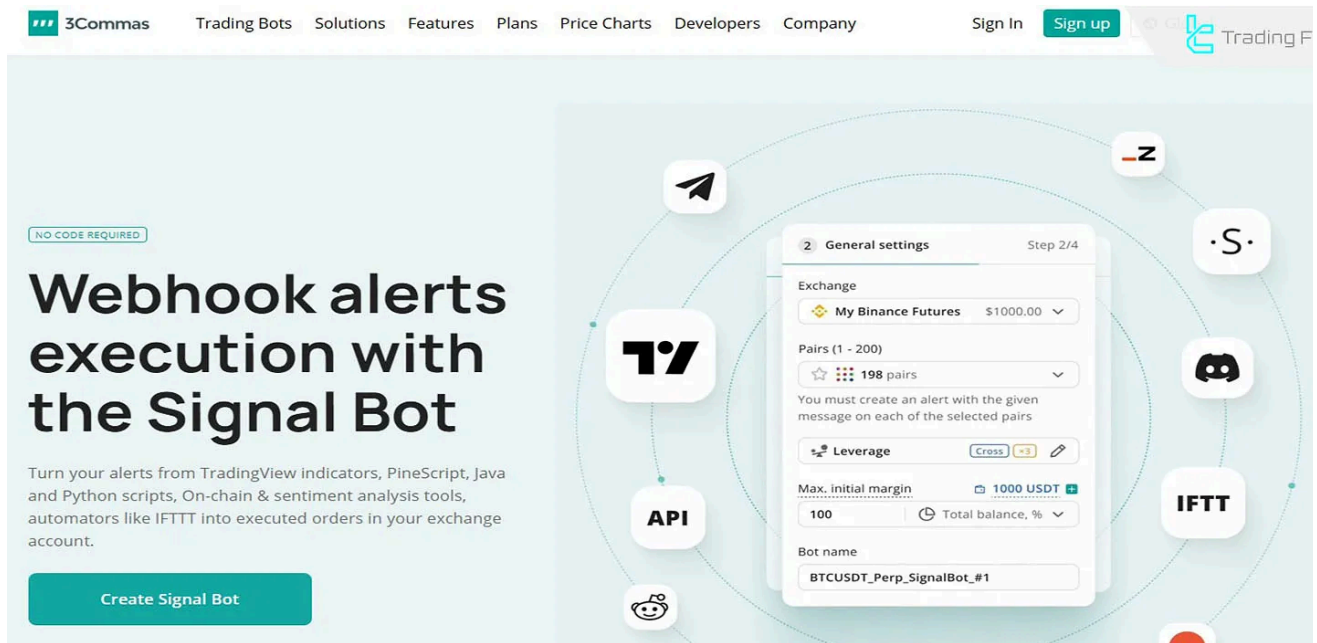 3Commas Trading Bots Solutions Features Plans Price Charts Developers Company Sign In Sign up
Trading F
NO CODE REQUIRED
Webhook alerts
execution with
the Signal Bot
Turn your alerts from TradingView indicators, PineScript, Java
and Python scripts, On-chain & sentiment analysis tools,
automators like IFTTT into executed orders in your exchange
account.
Create Signal Bot
Z
·S·
API
IFTT
2 General settings Step 2/4
Exchange
My Binance Futures $1000.00
Pairs (1 - 200)
198 pairs
You must create an alert with the given
message on each of the selected pairs
Leverage Cross ×3
Max. initial margin 1000 USDT
100 Total balance, %
Bot name
BTCUSDT_Perp_SignalBot_#1